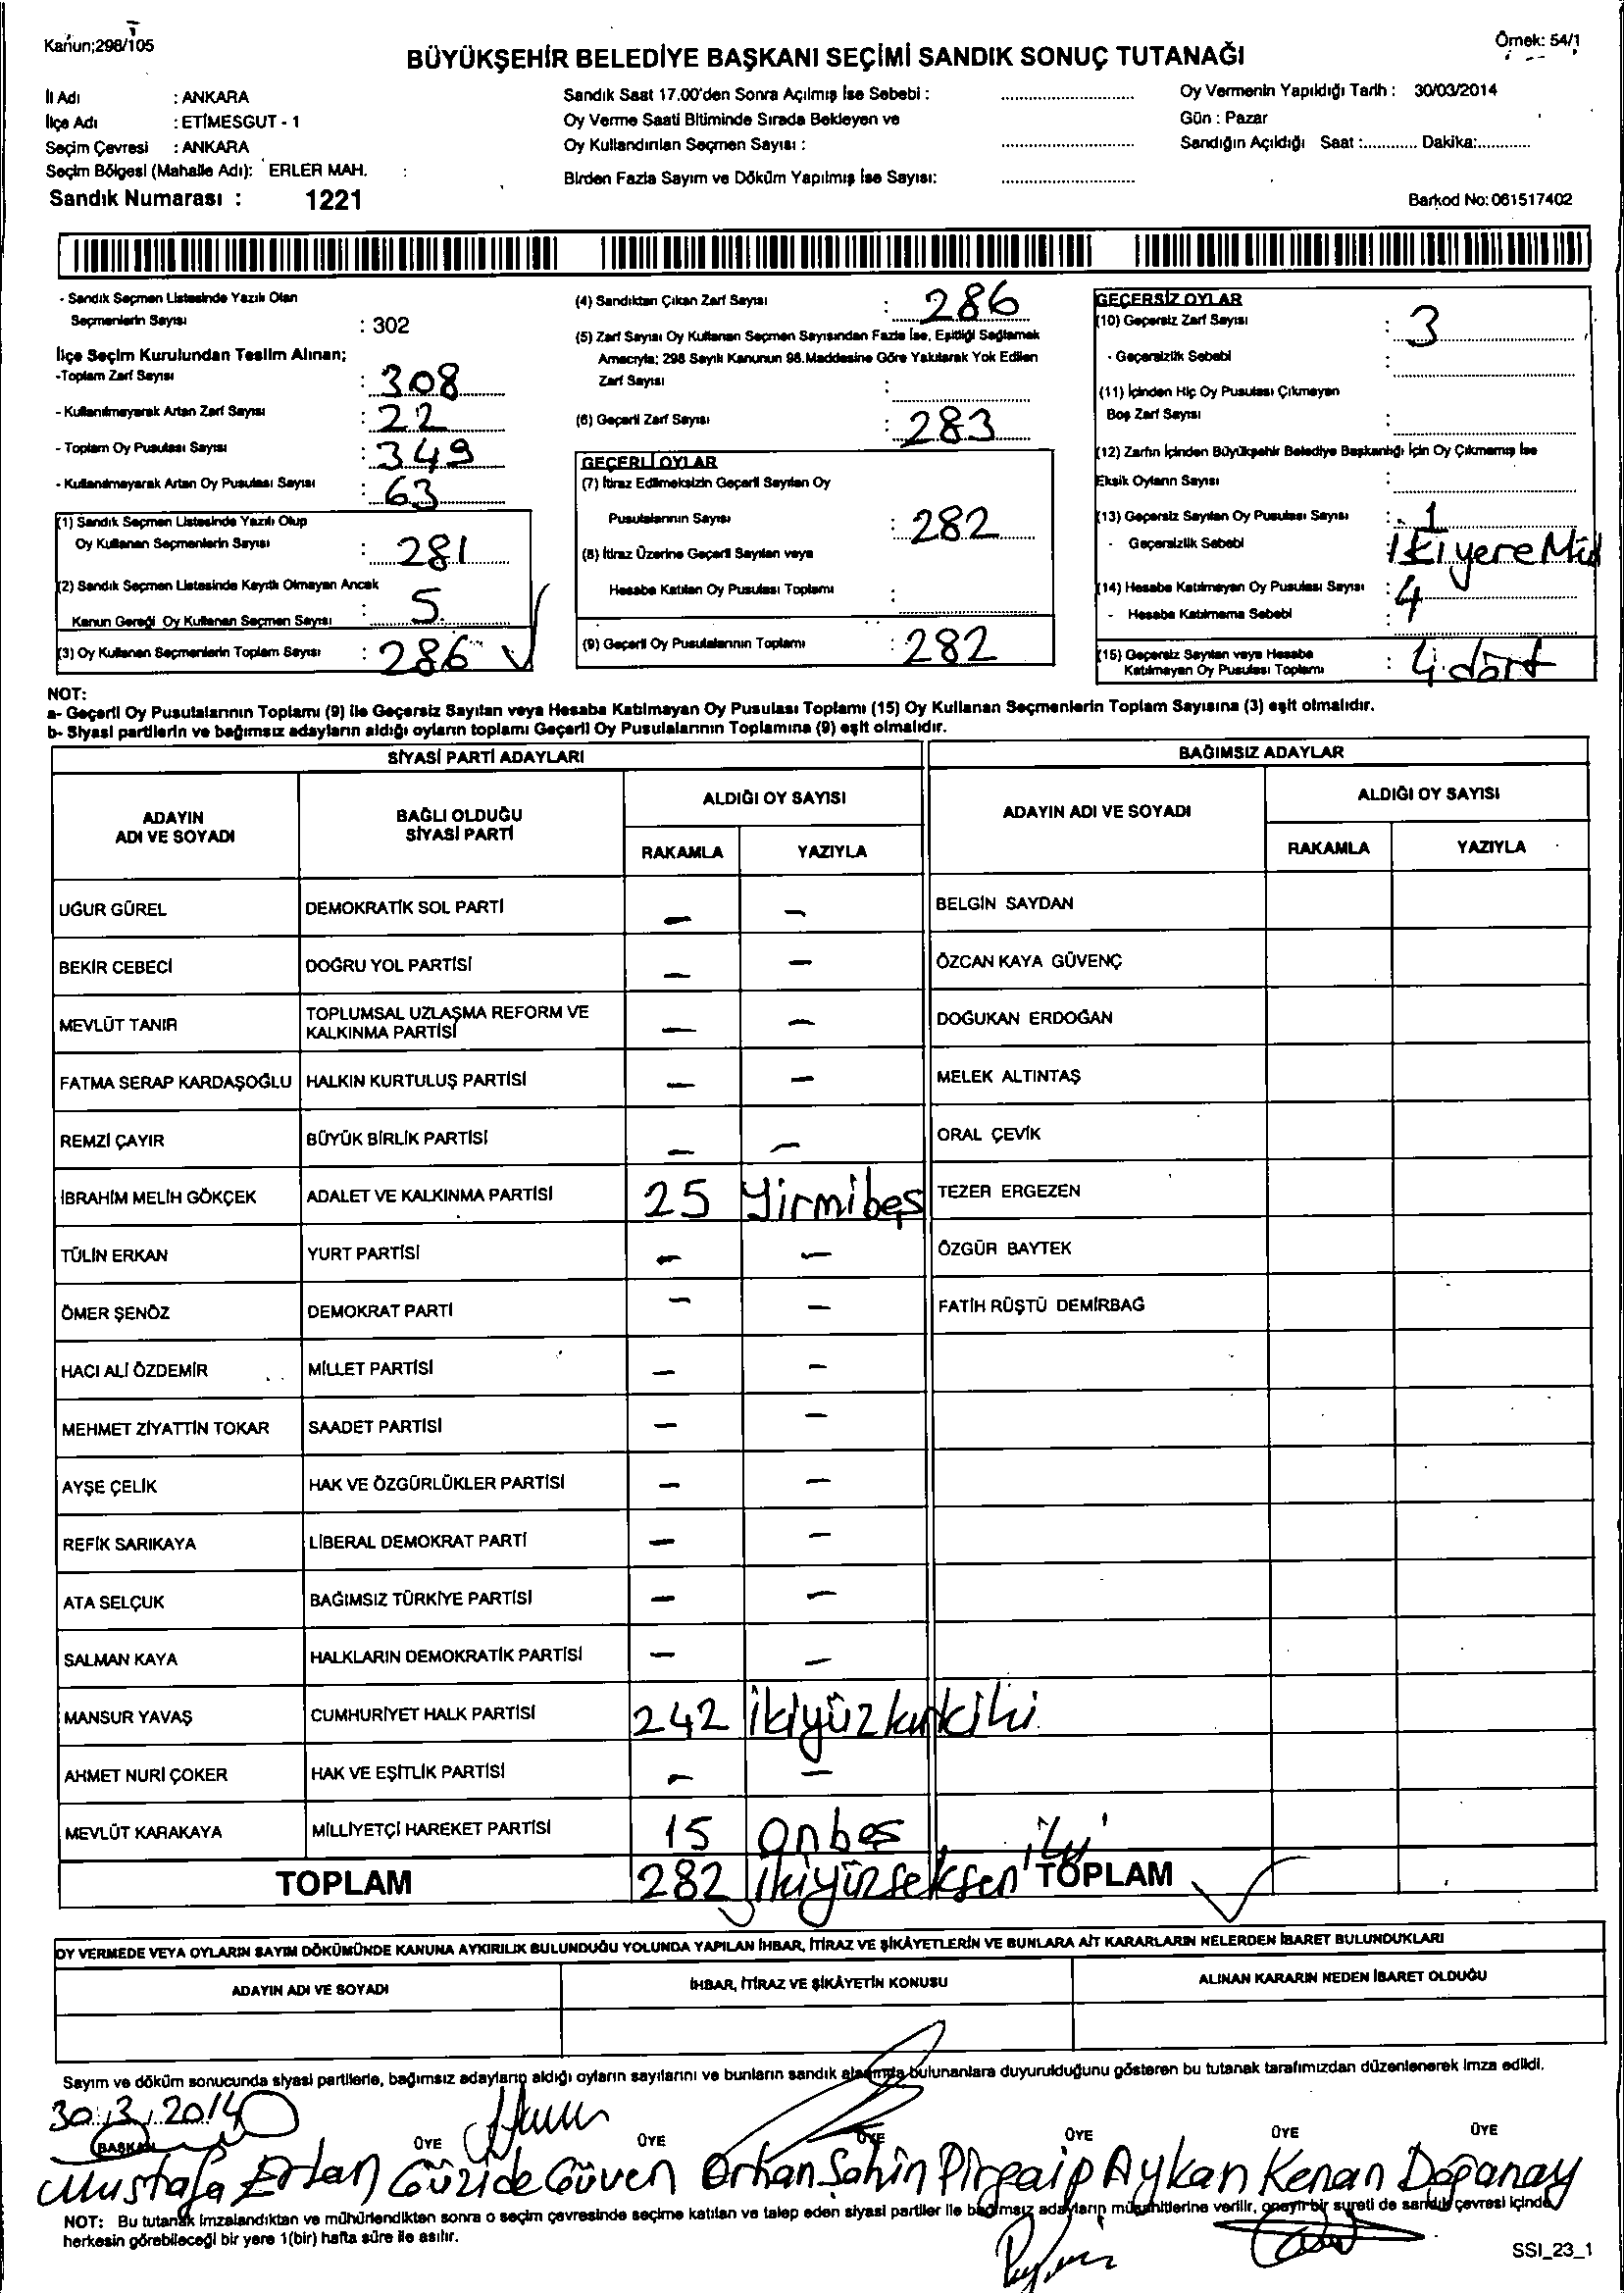 Kanun;298/105
Örnek: 54/1
BÜYÜKŞEHİR BELEDİYE BAŞKANI SEÇİMİ SANDIK SONUÇ TUTANAĞI
İl Adı : ANKARA
İlçe Adı : ETİMESGUT - 1
Seçim Çevresi : ANKARA
Seçim Bölgesi (Mahalle Adı): ERLER MAH. :
Sandık Numarası : 1221
Sandık Saat 17.00'den Sonra Açılmış İse Sebebi :
Oy Verme Saati Bitiminde Sırada Bekleyen ve
Oy Kullandırılan Seçmen Sayısı :
Birden Fazla Sayım ve Döküm Yapılmış İse Sayısı:
Oy Vermenin Yapıldığı Tarih : 30/03/2014
Gün : Pazar
Sandığın Açıldığı Saat :............ Dakika:............
Barkod No: 061517402
- Sandık Seçmen Listesinde Yazılı Olan
Seçmenlerin Sayısı : 302
İlçe Seçim Kurulundan Teslim Alınan;
-Toplam Zarf Sayısı : 308
- Kullanılmayarak Artan Zarf Sayısı : 22
- Toplam Oy Pusulası Sayısı : 349
- Kullanılmayarak Artan Oy Pusulası Sayısı : 63
(1) Sandık Seçmen Listesinde Yazılı Olup
Oy Kullanan Seçmenlerin Sayısı : 281
(2) Sandık Seçmen Listesinde Kayıtlı Olmayan Ancak
Kanun Gereği Oy Kullanan Seçmen Sayısı : 5
(3) Oy Kullanan Seçmenlerin Toplam Sayısı : 286
(4) Sandıktan Çıkan Zarf Sayısı : 286
(5) Zarf Sayısı Oy Kullanan Seçmen Sayısından Fazla İse, Eşitliği Sağlamak
Amacıyla; 298 Sayılı Kanunun 98.Maddesine Göre Yakılarak Yok Edilen
Zarf Sayısı :
(6) Geçerli Zarf Sayısı : 283
GEÇERLİ OYLAR
(7) İtiraz Edilmeksizin Geçerli Sayılan Oy
Pusulalarının Sayısı : 282
(8) İtiraz Üzerine Geçerli Sayılan veya
Hesaba Katılan Oy Pusulası Toplamı :
(9) Geçerli Oy Pusulalarının Toplamı : 282
GEÇERSİZ OYLAR
(10) Geçersiz Zarf Sayısı : 3
- Geçersizlik Sebebi :
(11) İçinden Hiç Oy Pusulası Çıkmayan
Boş Zarf Sayısı :
(12) Zarfın İçinden Büyükşehir Belediye Başkanlığı İçin Oy Çıkmamış İse
Eksik Oyların Sayısı :
(13) Geçersiz Sayılan Oy Pusulası Sayısı : 1
- Geçersizlik Sebebi İki yere
(14) Hesaba Katılmayan Oy Pusulası Sayısı : 4
- Hesaba Katılmama Sebebi :
(15) Geçersiz Sayılan veya Hesaba
Katılmayan Oy Pusulası Toplamı : 4 dört
NOT:
a- Geçerli Oy Pusulalarının Toplamı (9) ile Geçersiz Sayılan veya Hesaba Katılmayan Oy Pusulası Toplamı (15) Oy Kullanan Seçmenlerin Toplam Sayısına (3) eşit olmalıdır.
b- Siyasi partilerin ve bağımsız adayların aldığı oyların toplamı Geçerli Oy Pusulalarının Toplamına (9) eşit olmalıdır.
SİYASİ PARTİ ADAYLARI BAĞIMSIZ ADAYLAR
ADAYIN ADI VE SOYADI BAĞLI OLDUĞU SİYASİ PARTİ ALDIĞI OY SAYISI ADAYIN ADI VE SOYADI ALDIĞI OY SAYISI
RAKAMLA YAZIYLA RAKAMLA YAZIYLA
UĞUR GÜREL DEMOKRATİK SOL PARTİ - - BELGİN SAYDAN
BEKİR CEBECİ DOĞRU YOL PARTİSİ - - ÖZCAN KAYA GÜVENÇ
MEVLÜT TANIR TOPLUMSAL UZLAŞMA REFORM VE KALKINMA PARTİSİ - - DOĞUKAN ERDOĞAN
FATMA SERAP KARDAŞOĞLU HALKIN KURTULUŞ PARTİSİ - - MELEK ALTINTAŞ
REMZİ ÇAYIR BÜYÜK BİRLİK PARTİSİ - - ORAL ÇEVİK
İBRAHİM MELİH GÖKÇEK ADALET VE KALKINMA PARTİSİ 25 Yirmibeş TEZER ERGEZEN
TÜLİN ERKAN YURT PARTİSİ - - ÖZGÜR BAYTEK
ÖMER ŞENÖZ DEMOKRAT PARTİ - - FATİH RÜŞTÜ DEMİRBAĞ
HACI ALİ ÖZDEMİR MİLLET PARTİSİ - -
MEHMET ZİYATTİN TOKAR SAADET PARTİSİ - -
AYŞE ÇELİK HAK VE ÖZGÜRLÜKLER PARTİSİ - -
REFİK SARIKAYA LİBERAL DEMOKRAT PARTİ - -
ATA SELÇUK BAĞIMSIZ TÜRKİYE PARTİSİ - -
SALMAN KAYA HALKLARIN DEMOKRATİK PARTİSİ - -
MANSUR YAVAŞ CUMHURİYET HALK PARTİSİ 242 ikiyüzkırkiki
AHMET NURİ ÇOKER HAK VE EŞİTLİK PARTİSİ - -
MEVLÜT KARAKAYA MİLLİYETÇİ HAREKET PARTİSİ 15 onbeş
TOPLAM 282 ikiyüzseksen iki TOPLAM
OY VERMEDE VEYA OYLARIN SAYIM DÖKÜMÜNDE KANUNA AYKIRILIK BULUNDUĞU YOLUNDA YAPILAN İHBAR, İTİRAZ VE ŞİKÂYETLERİN VE BUNLARA AİT KARARLARIN NELERDEN İBARET BULUNDUKLARI
ADAYIN ADI VE SOYADI İHBAR, İTİRAZ VE ŞİKÂYETİN KONUSU ALINAN KARARIN NEDEN İBARET OLDUĞU
Sayım ve döküm sonucunda siyasi partilerle, bağımsız adayların aldığı oyların sayılarını ve bunların sandık alanında bulunanlara duyurulduğunu gösteren bu tutanak tarafımızdan düzenlenerek imza edildi.
30.3.2014
BAŞKAN ÜYE ÜYE ÜYE ÜYE ÜYE ÜYE
Mustafa Ertan Güzide Güven Orhan Şahin Pirgaip Aykan Kenan Doğanay
NOT: Bu tutanak imzalandıktan ve mühürlendikten sonra o seçim çevresinde seçime katılan ve talep eden siyasi partiler ile bağımsız adayların müşahitlerine verilir, onaylı bir sureti de sandık çevresi içinde
herkesin görebileceği bir yere 1(bir) hafta süre ile asılır.
SSI_23_1